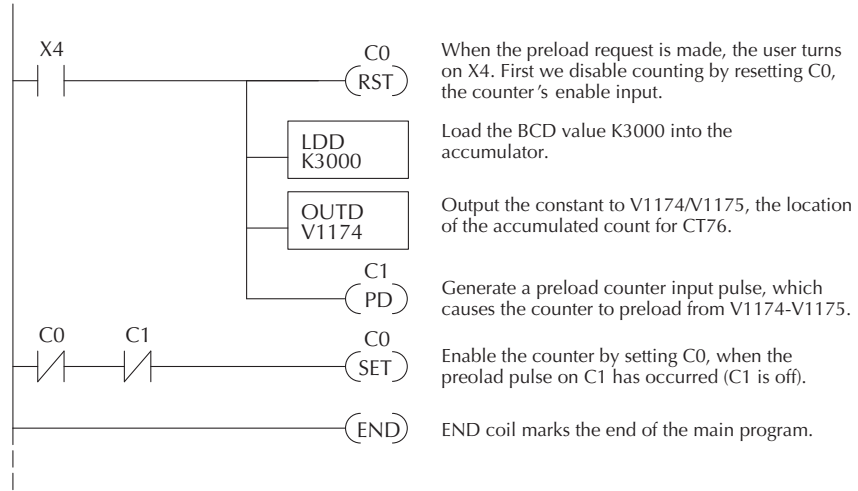 X4
C0
RST
When the preload request is made, the user turns
on X4. First we disable counting by resetting C0,
the counter's enable input.
LDD
K3000
Load the BCD value K3000 into the
accumulator.
OUTD
V1174
Output the constant to V1174/V1175, the location
of the accumulated count for CT76.
C1
PD
Generate a preload counter input pulse, which
causes the counter to preload from V1174-V1175.
C0
C1
C0
SET
Enable the counter by setting C0, when the
preolad pulse on C1 has occurred (C1 is off).
END
END coil marks the end of the main program.